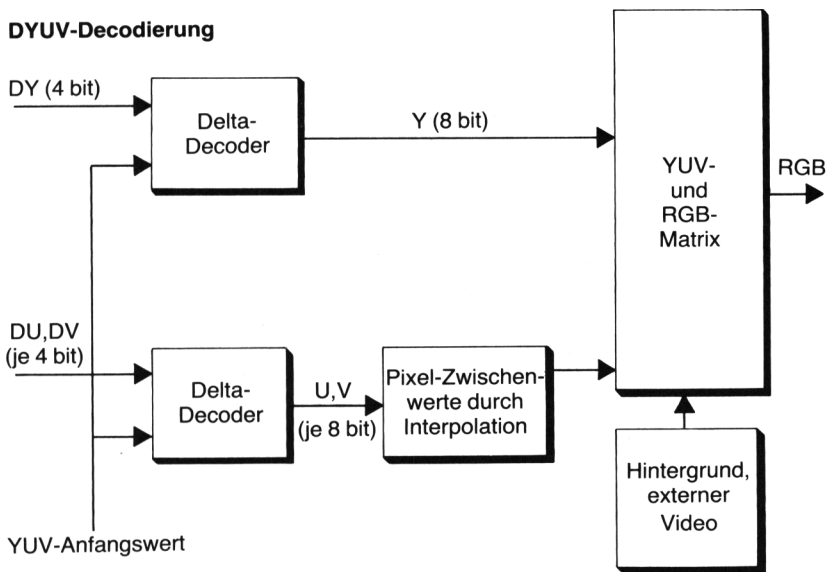 DYUV-Decodierung
DY (4 bit)
Delta-
Decoder
Y (8 bit)
YUV-
und
RGB-
Matrix
RGB
DU,DV
(je 4 bit)
Delta-
Decoder
U,V
(je 8 bit)
Pixel-Zwischen-
werte durch
Interpolation
Hintergrund,
externer
Video
YUV-Anfangswert